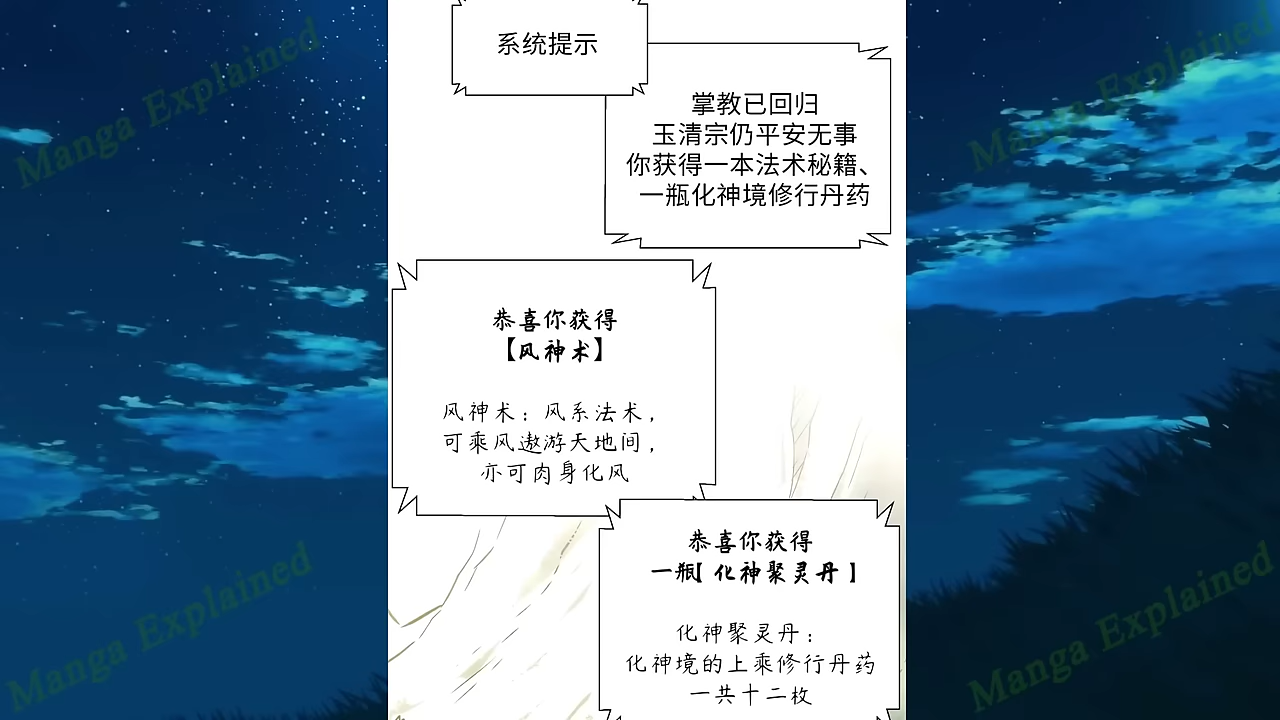 系统提示
掌教已回归
玉清宗仍平安无事
你获得一本法术秘籍、
一瓶化神境修行丹药
恭喜你获得
【风神术】
风神术：风系法术，
可乘风遨游天地间，
亦可肉身化风
恭喜你获得
一瓶【化神聚灵丹】
化神聚灵丹：
化神境的上乘修行丹药
一共十二枚
Manga Explained
Manga Explained
Manga Explained
Manga Explained